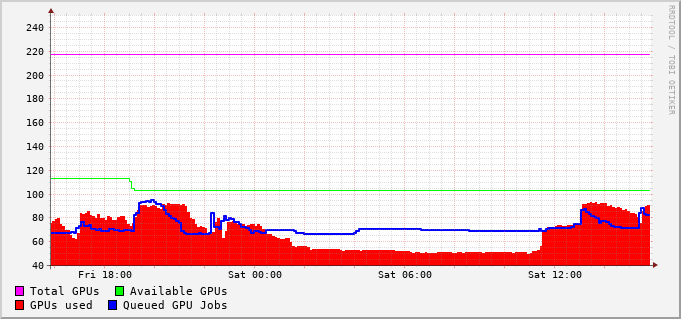 RRDTOOL / TOBI OETIKER
240
220
200
180
160
140
120
100
80
60
40
Fri 18:00 Sat 00:00 Sat 06:00 Sat 12:00
Total GPUs Available GPUs
GPUs used Queued GPU Jobs